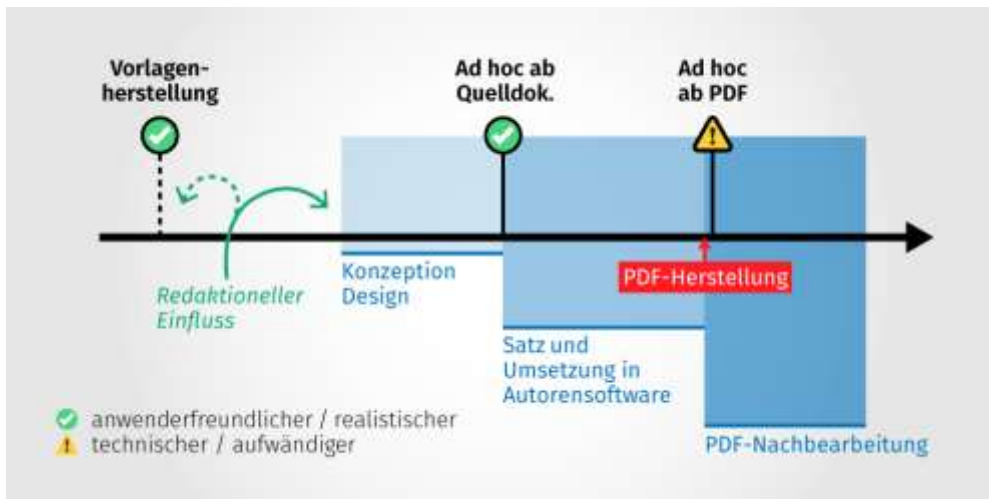 Vorlagen-
herstellung
Ad hoc ab
Quelldok.
Ad hoc
ab PDF
Redaktioneller
Einfluss
Konzeption
Design
PDF-Herstellung
Satz und
Umsetzung in
Autorensoftware
PDF-Nachbearbeitung
anwenderfreundlicher / realistischer
technischer / aufwändiger